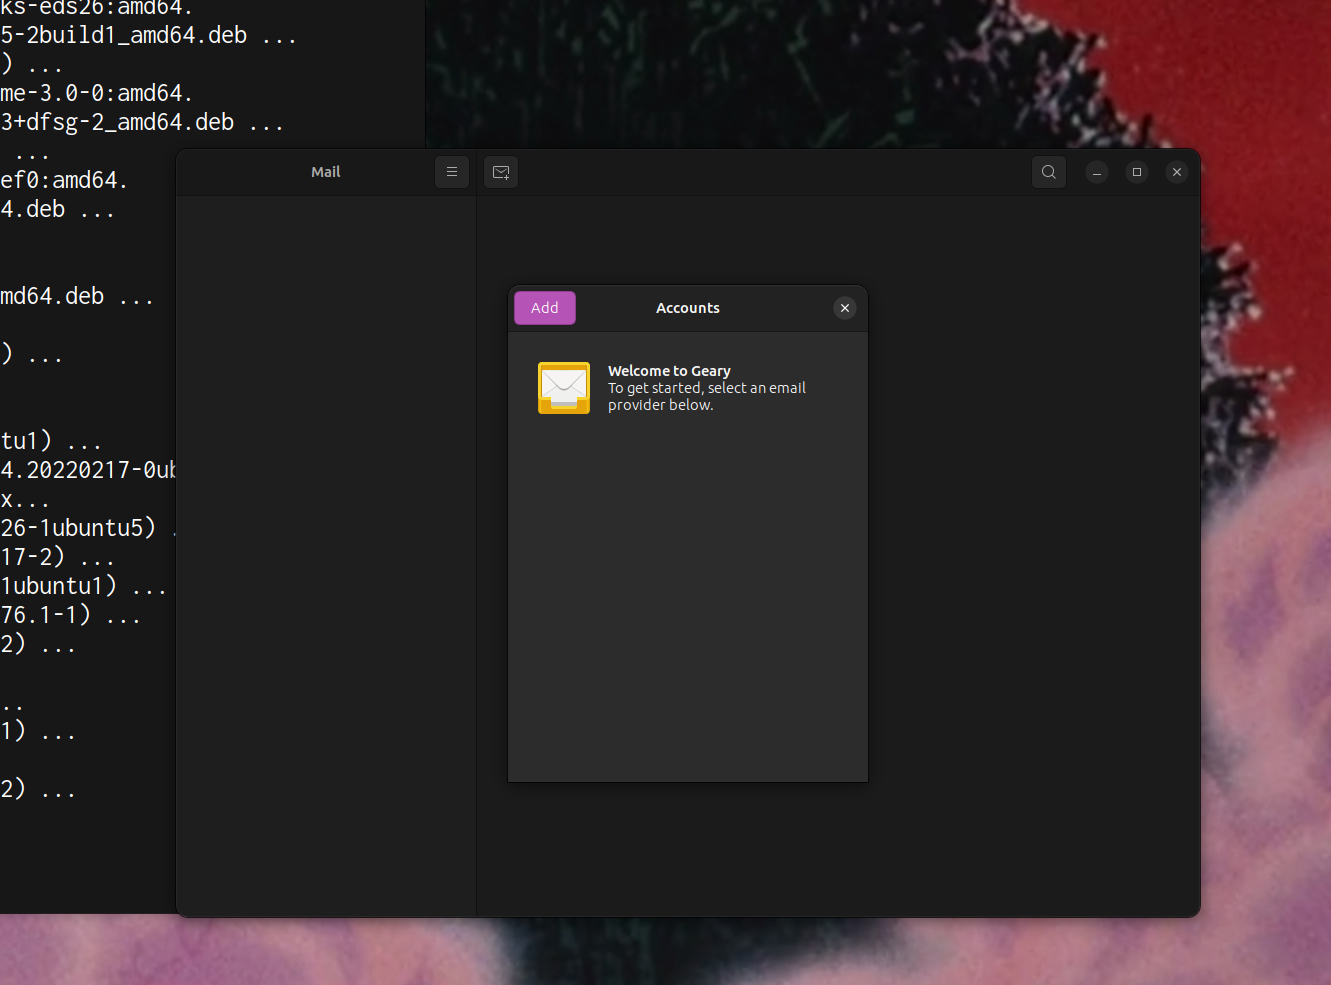 ks-eds26:amd64.
5-2build1_amd64.deb ...
) ...
me-3.0-0:amd64.
3+dfsg-2_amd64.deb ...
...
ef0:amd64.
4.deb ...
md64.deb ...
) ...
tu1) ...
4.20220217-0ub
x...
26-1ubuntu5) .
17-2) ...
1ubuntu1) ...
76.1-1) ...
2) ...
..
1) ...
2) ...
Mail
Add
Accounts
Welcome to Geary
To get started, select an email
provider below.